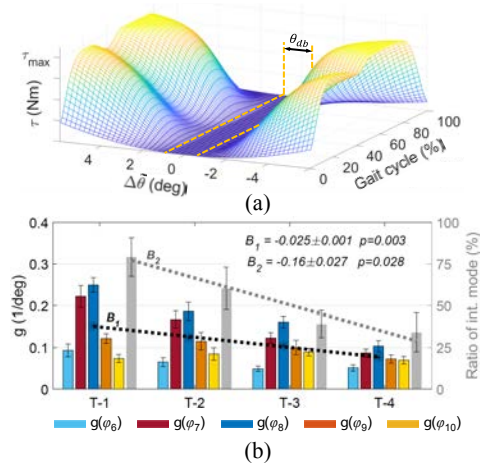 θdb
τmax
τ (Nm)
4 2 0 -2 -4
Δθ̃ (deg)
0 20 40 60 80 100
Gait cycle (%)
(a)
0.4 100
0.3 75
0.2 50
0.1 25
0 0
g (1/deg)
Ratio of int. mode (%)
B2
B1 = -0.025±0.001 p=0.003
B2 = -0.16±0.027 p=0.028
B1
T-1 T-2 T-3 T-4
g(φ6) g(φ7) g(φ8) g(φ9) g(φ10)
(b)